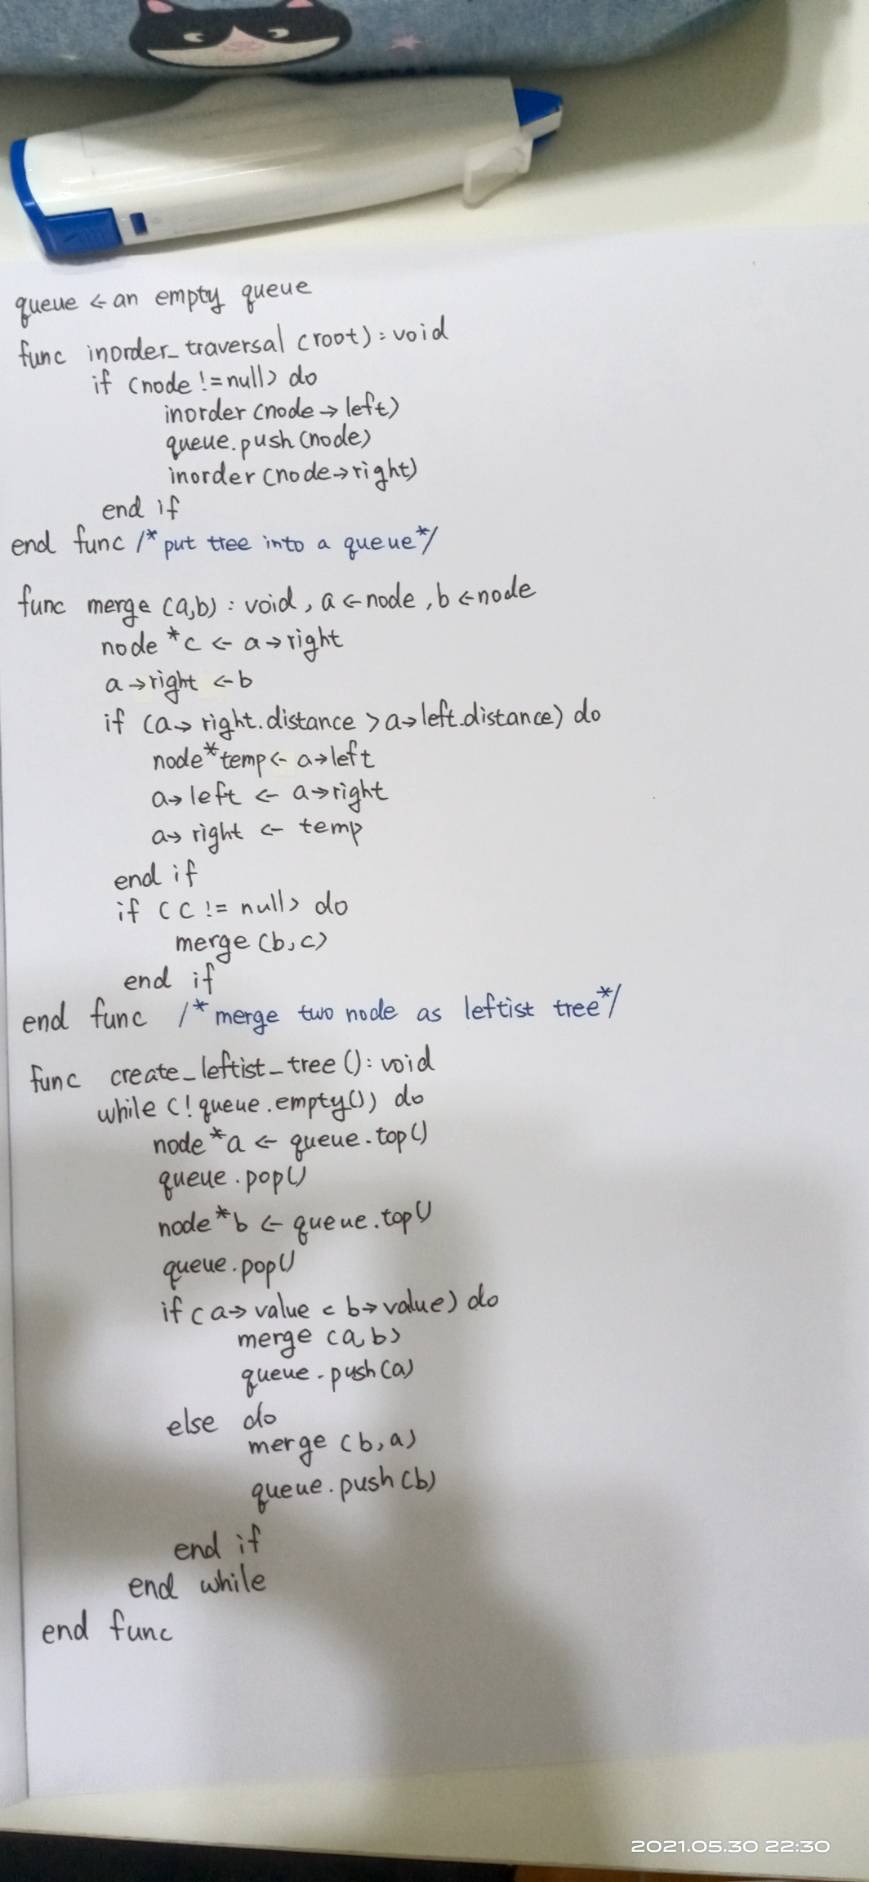 queue ← an empty queue
func inorder_traversal (root) : void
if (node != null) do
inorder (node → left)
queue.push (node)
inorder (node → right)
end if
end func /* put tree into a queue */
func merge (a,b) : void, a ← node, b ← node
node *c ← a → right
a → right ← b
if (a → right.distance > a → left.distance) do
node *temp ← a → left
a → left ← a → right
a → right ← temp
end if
if (c != null) do
merge (b,c)
end if
end func /* merge two node as leftist tree */
func create_leftist_tree () : void
while (!queue.empty()) do
node *a ← queue.top()
queue.pop()
node *b ← queue.top()
queue.pop()
if (a → value < b → value) do
merge (a,b)
queue.push(a)
else do
merge (b,a)
queue.push(b)
end if
end while
end func
2021.05.30 22:30